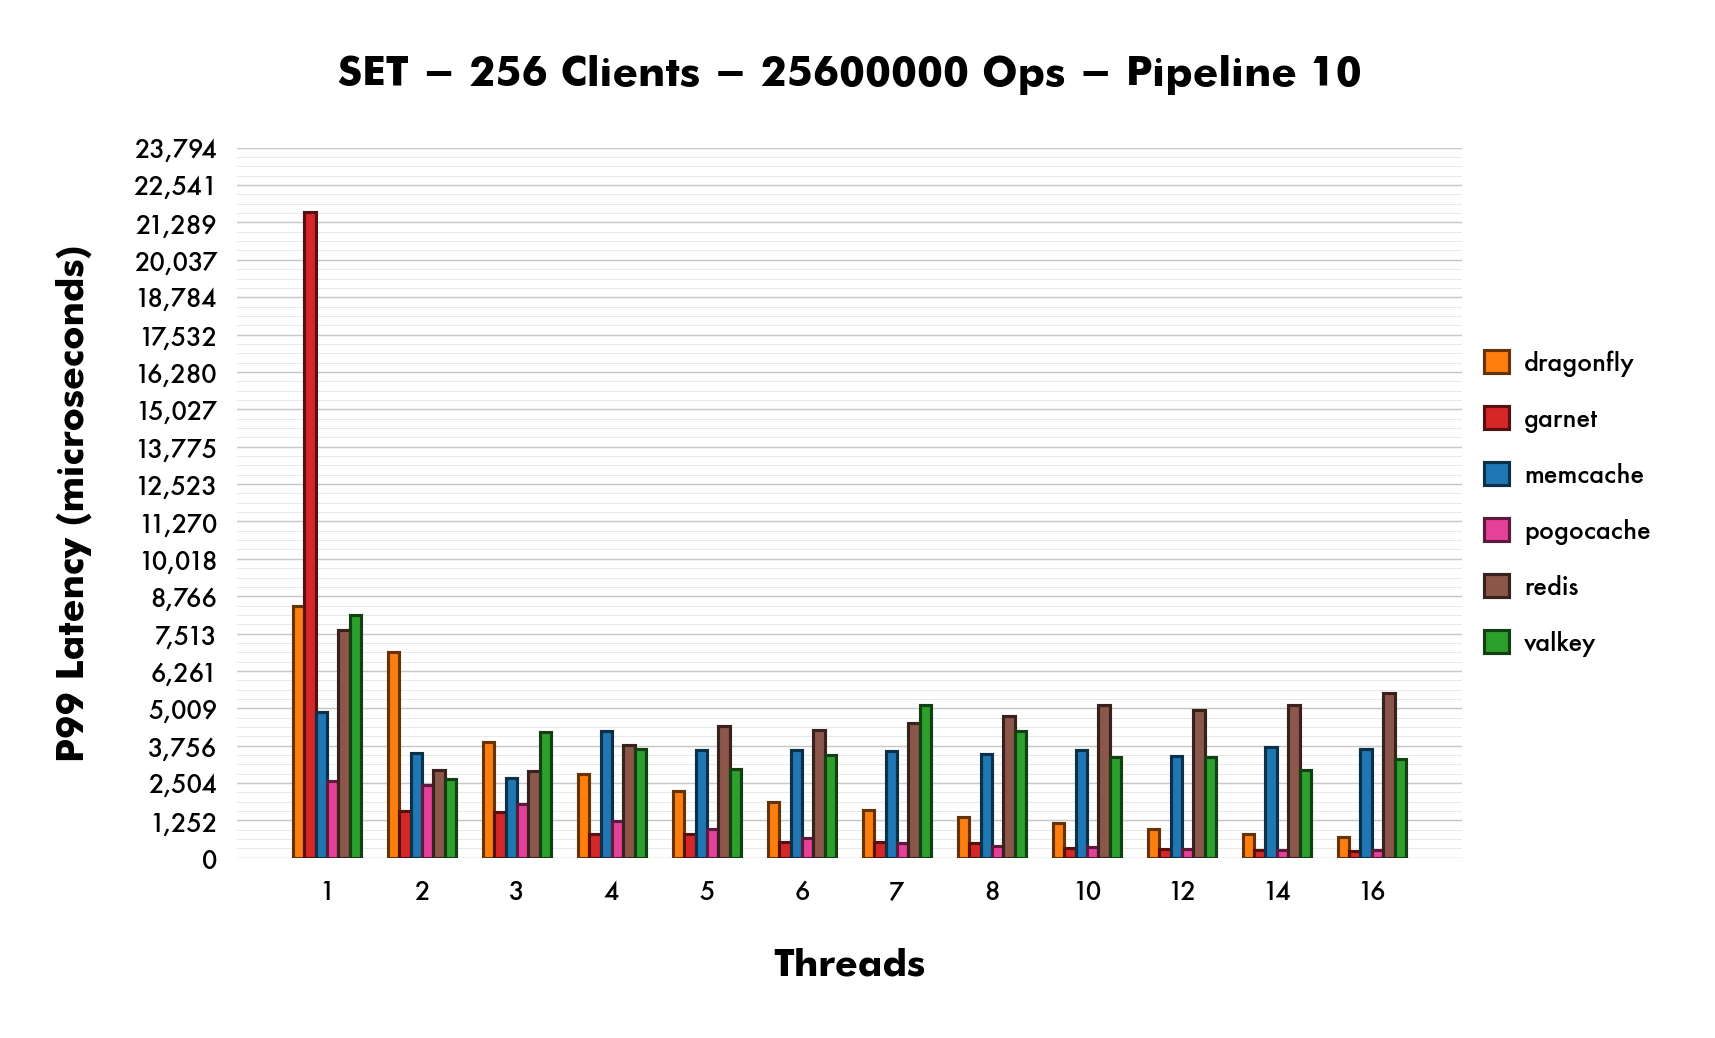 SET – 256 Clients – 25600000 Ops – Pipeline 10
P99 Latency (microseconds)
23,794
22,541
21,289
20,037
18,784
17,532
16,280
15,027
13,775
12,523
11,270
10,018
8,766
7,513
6,261
5,009
3,756
2,504
1,252
0
1 2 3 4 5 6 7 8 10 12 14 16
Threads
dragonfly
garnet
memcache
pogocache
redis
valkey